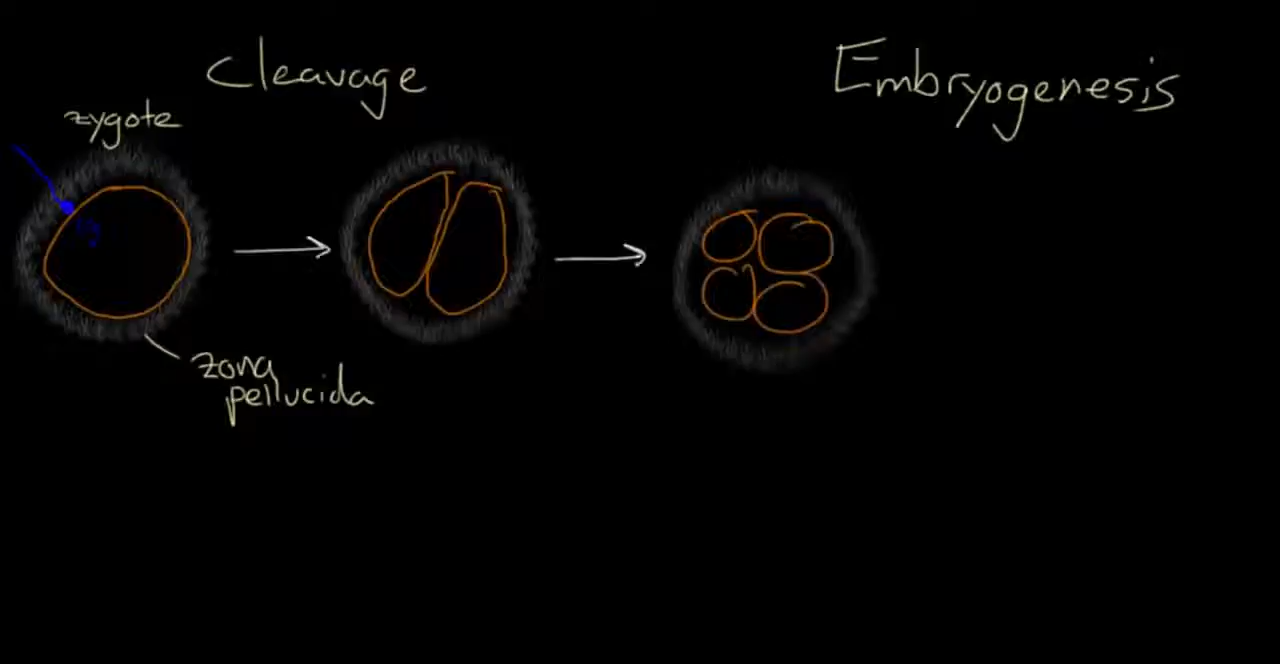 Cleavage
Embryogenesis
zygote
zona
pellucida